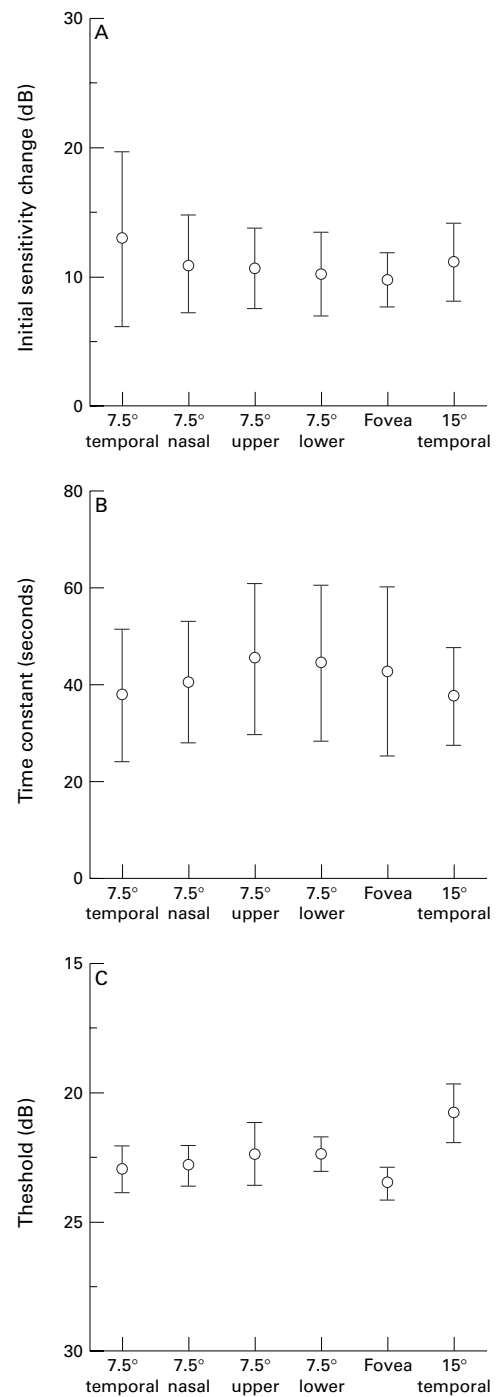 A
Initial sensitivity change (dB)
30
20
10
0
7.5° 7.5° 7.5° 7.5° Fovea 15°
temporal nasal upper lower temporal
B
Time constant (seconds)
80
60
40
20
0
7.5° 7.5° 7.5° 7.5° Fovea 15°
temporal nasal upper lower temporal
C
Theshold (dB)
15
20
25
30
7.5° 7.5° 7.5° 7.5° Fovea 15°
temporal nasal upper lower temporal